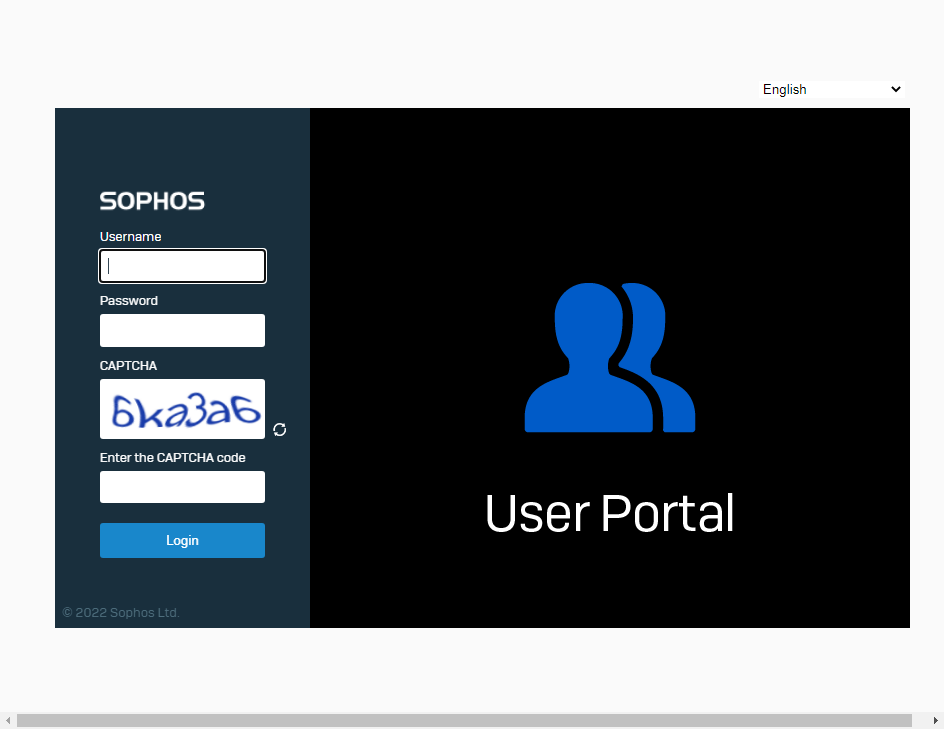 English
SOPHOS
Username
Password
CAPTCHA
6ka3a6
Enter the CAPTCHA code
Login
© 2022 Sophos Ltd.
User Portal